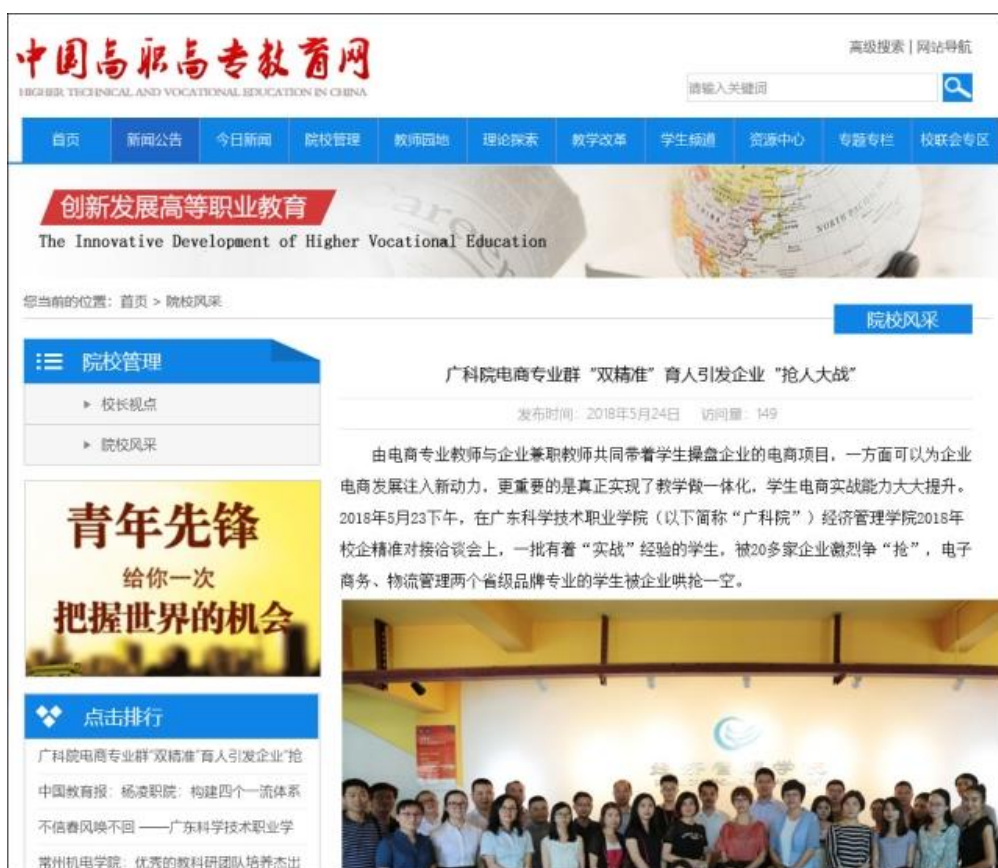 中国高职高专教育网
HIGHER TECHNICAL AND VOCATIONAL EDUCATION IN CHINA
高级搜索 | 网站导航
请输入关键词
首页 新闻公告 今日新闻 院校管理 教师园地 理论探索 教学改革 学生频道 资源中心 专题专栏 校联会专区
创新发展高等职业教育
The Innovative Development of Higher Vocational Education
NORTH PACIFIC
您当前的位置：首页 > 院校风采
院校风采
院校管理
校长视点
院校风采
青年先锋
给你一次
把握世界的机会
点击排行
广科院电商专业群“双精准”育人引发企业“抢
中国教育报：杨凌职院：构建四个一流体系
不信春风唤不回 ——广东科学技术职业学
常州机电学院：优秀的教科研团队培养杰出
广科院电商专业群“双精准”育人引发企业“抢人大战”
发布时间：2018年5月24日 访问量：149
由电商专业教师与企业兼职教师共同带着学生操盘企业的电商项目，一方面可以为企业
电商发展注入新动力，更重要的是真正实现了教学做一体化，学生电商实战能力大大提升。
2018年5月23下午，在广东科学技术职业学院（以下简称“广科院”）经济管理学院2018年
校企精准对接洽谈会上，一批有着“实战”经验的学生，被20多家企业激烈争“抢”，电子
商务、物流管理两个省级品牌专业的学生被企业哄抢一空。
经济管理学院